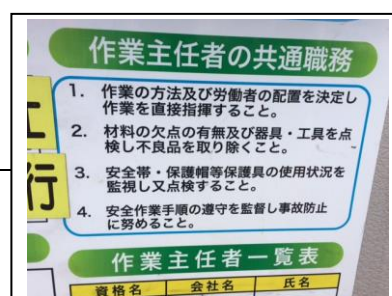 作業主任者の共通職務
1. 作業の方法及び労働者の配置を決定し
作業を直接指揮すること。
2. 材料の欠点の有無及び器具・工具を点
検し不良品を取り除くこと。
3. 安全帯・保護帽等保護具の使用状況を
監視し又点検すること。
4. 安全作業手順の遵守を監督し事故防止
に努めること。
行
作業主任者一覧表
資格名 会社名 氏名